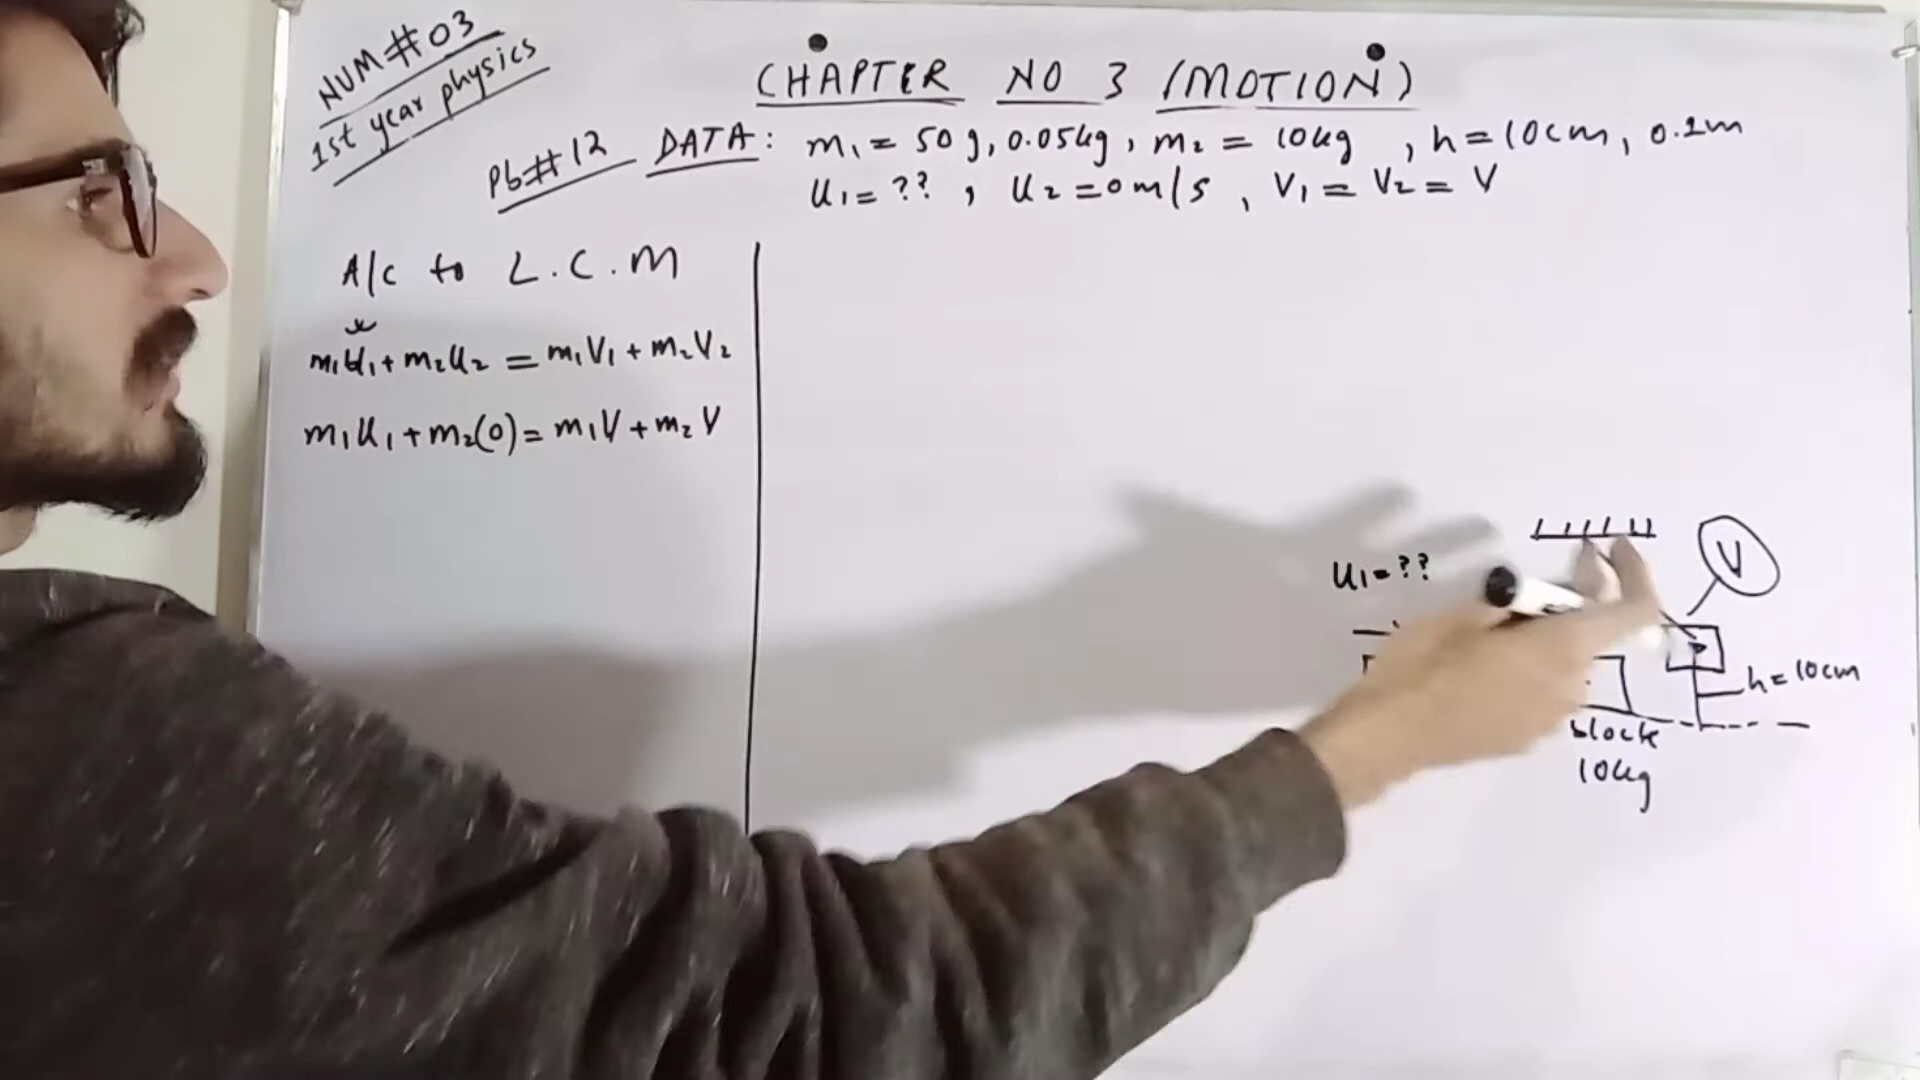 NUM#03
1st year physics
CHAPTER NO 3 (MOTION)
Pb#12 DATA: m₁ = 50g, 0.05kg, m₂ = 10kg, h=10cm, 0.1m
U₁= ??, U₂=0m/s, V₁ = V₂ = V
A/c to L.C.M
m₁U₁+m₂U₂ = m₁V₁+m₂V₂
m₁U₁+m₂(0)=m₁V+m₂V
V
U₁=??
h=10cm
block
10kg